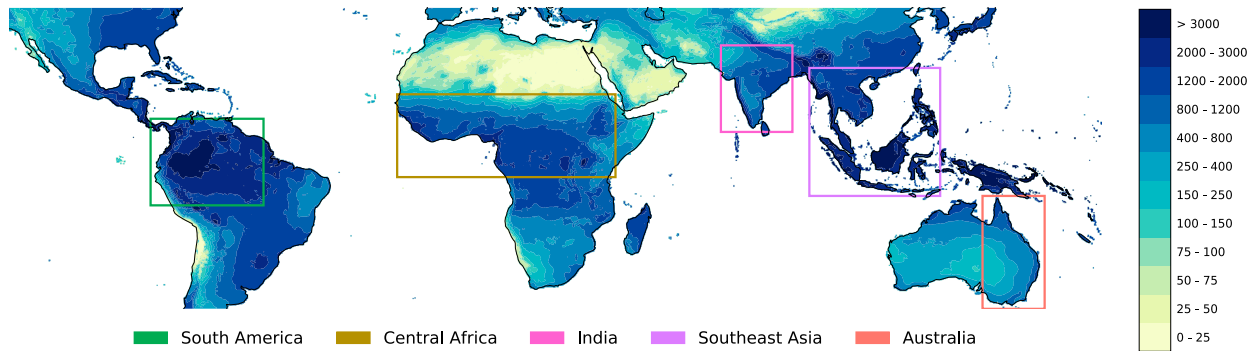 > 3000
2000 - 3000
1200 - 2000
800 - 1200
400 - 800
250 - 400
150 - 250
100 - 150
75 - 100
50 - 75
25 - 50
0 - 25
South America Central Africa India Southeast Asia Australia